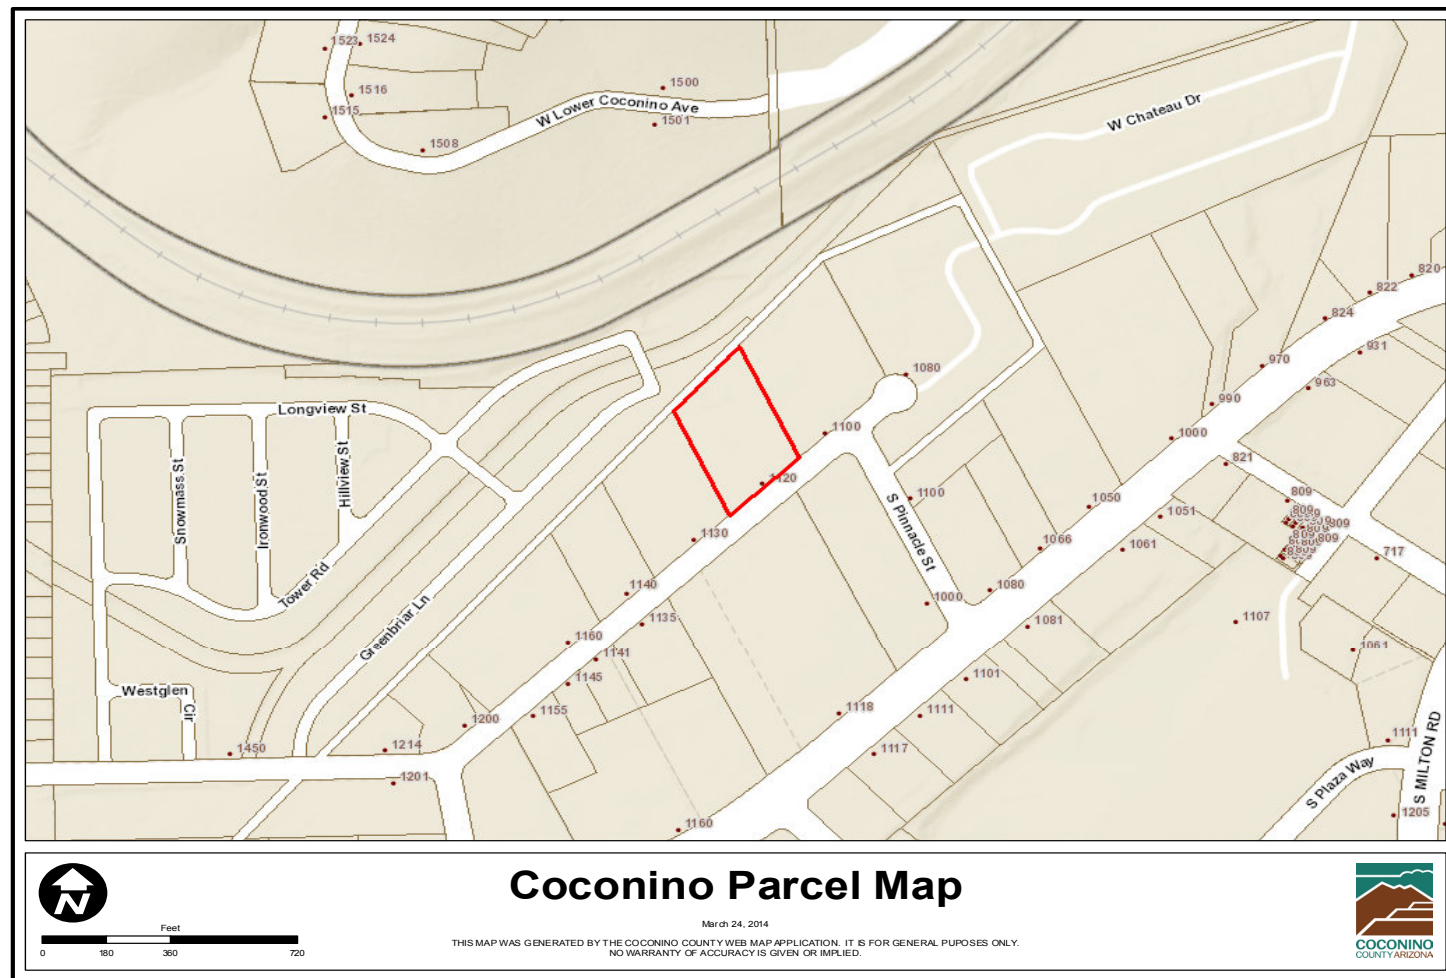 1523
1524
1516
1515
1508
1500
W Lower Coconino Ave
1501
W Chateau Dr
820
822
824
931
970
963
990
1080
1000
1100
821
Longview St
Snowmass St
Ironwood St
Hillview St
1120
1100
S Pinnacle St
1050
1051
809
809
809
809
717
1130
1066
1061
Tower Rd
Greenbriar Ln
1140
1135
1000
1080
1081
1107
1061
1160
1141
1145
1101
Westglen Cir
1155
1118
1111
1200
1117
1111
S MILTON RD
1450
1214
1201
S Plaza Way
1160
1205
N
Feet
0 180 360 720
Coconino Parcel Map
March 24, 2014
THIS MAP WAS GENERATED BY THE COCONINO COUNTY WEB MAP APPLICATION. IT IS FOR GENERAL PUPOSES ONLY.
NO WARRANTY OF ACCURACY IS GIVEN OR IMPLIED.
COCONINO
COUNTY ARIZONA